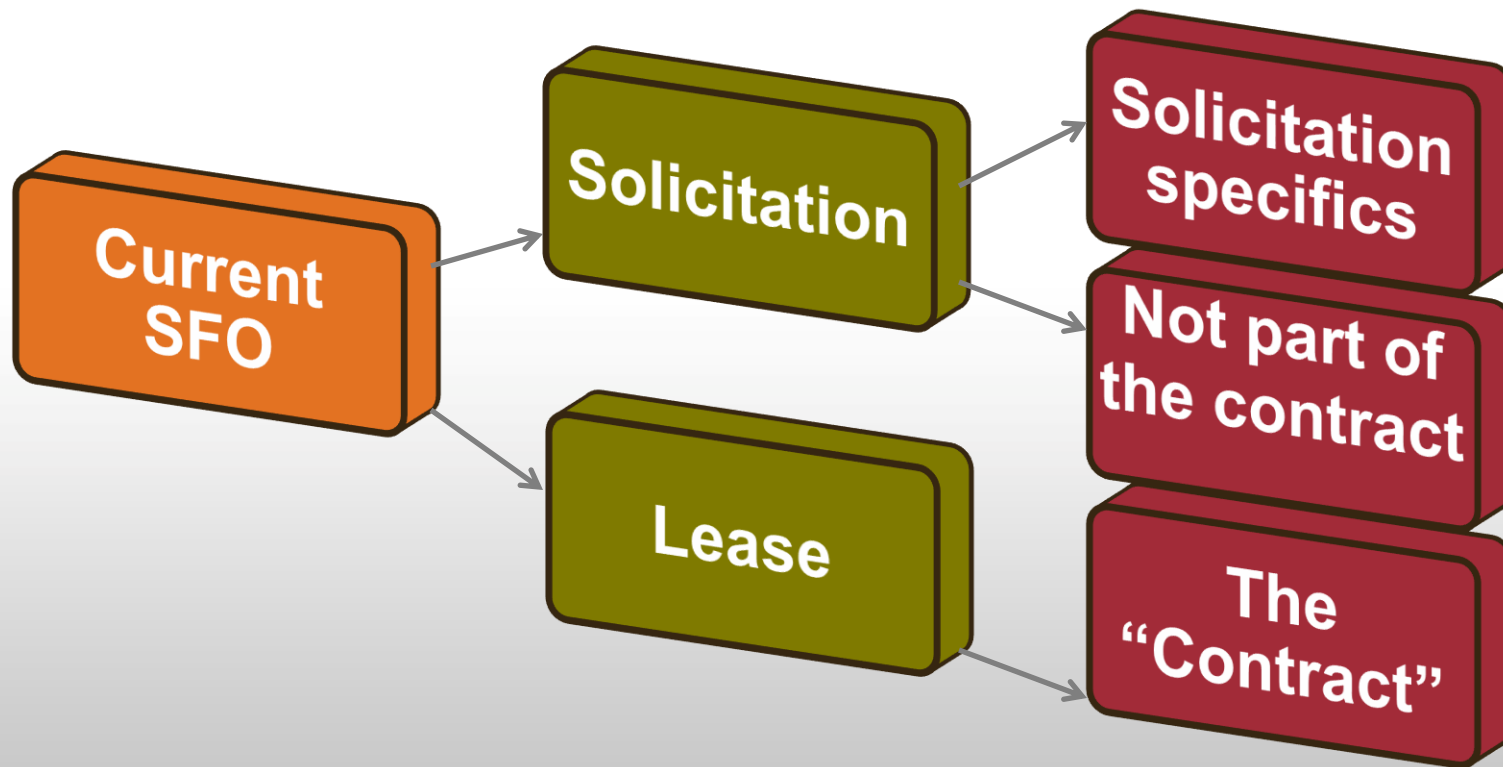 Current
SFO
Solicitation
Lease
Solicitation
specifics
Not part of
the contract
The
“Contract”